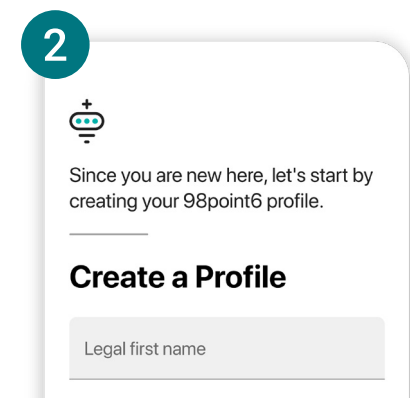 2
Since you are new here, let's start by
creating your 98point6 profile.
Create a Profile
Legal first name